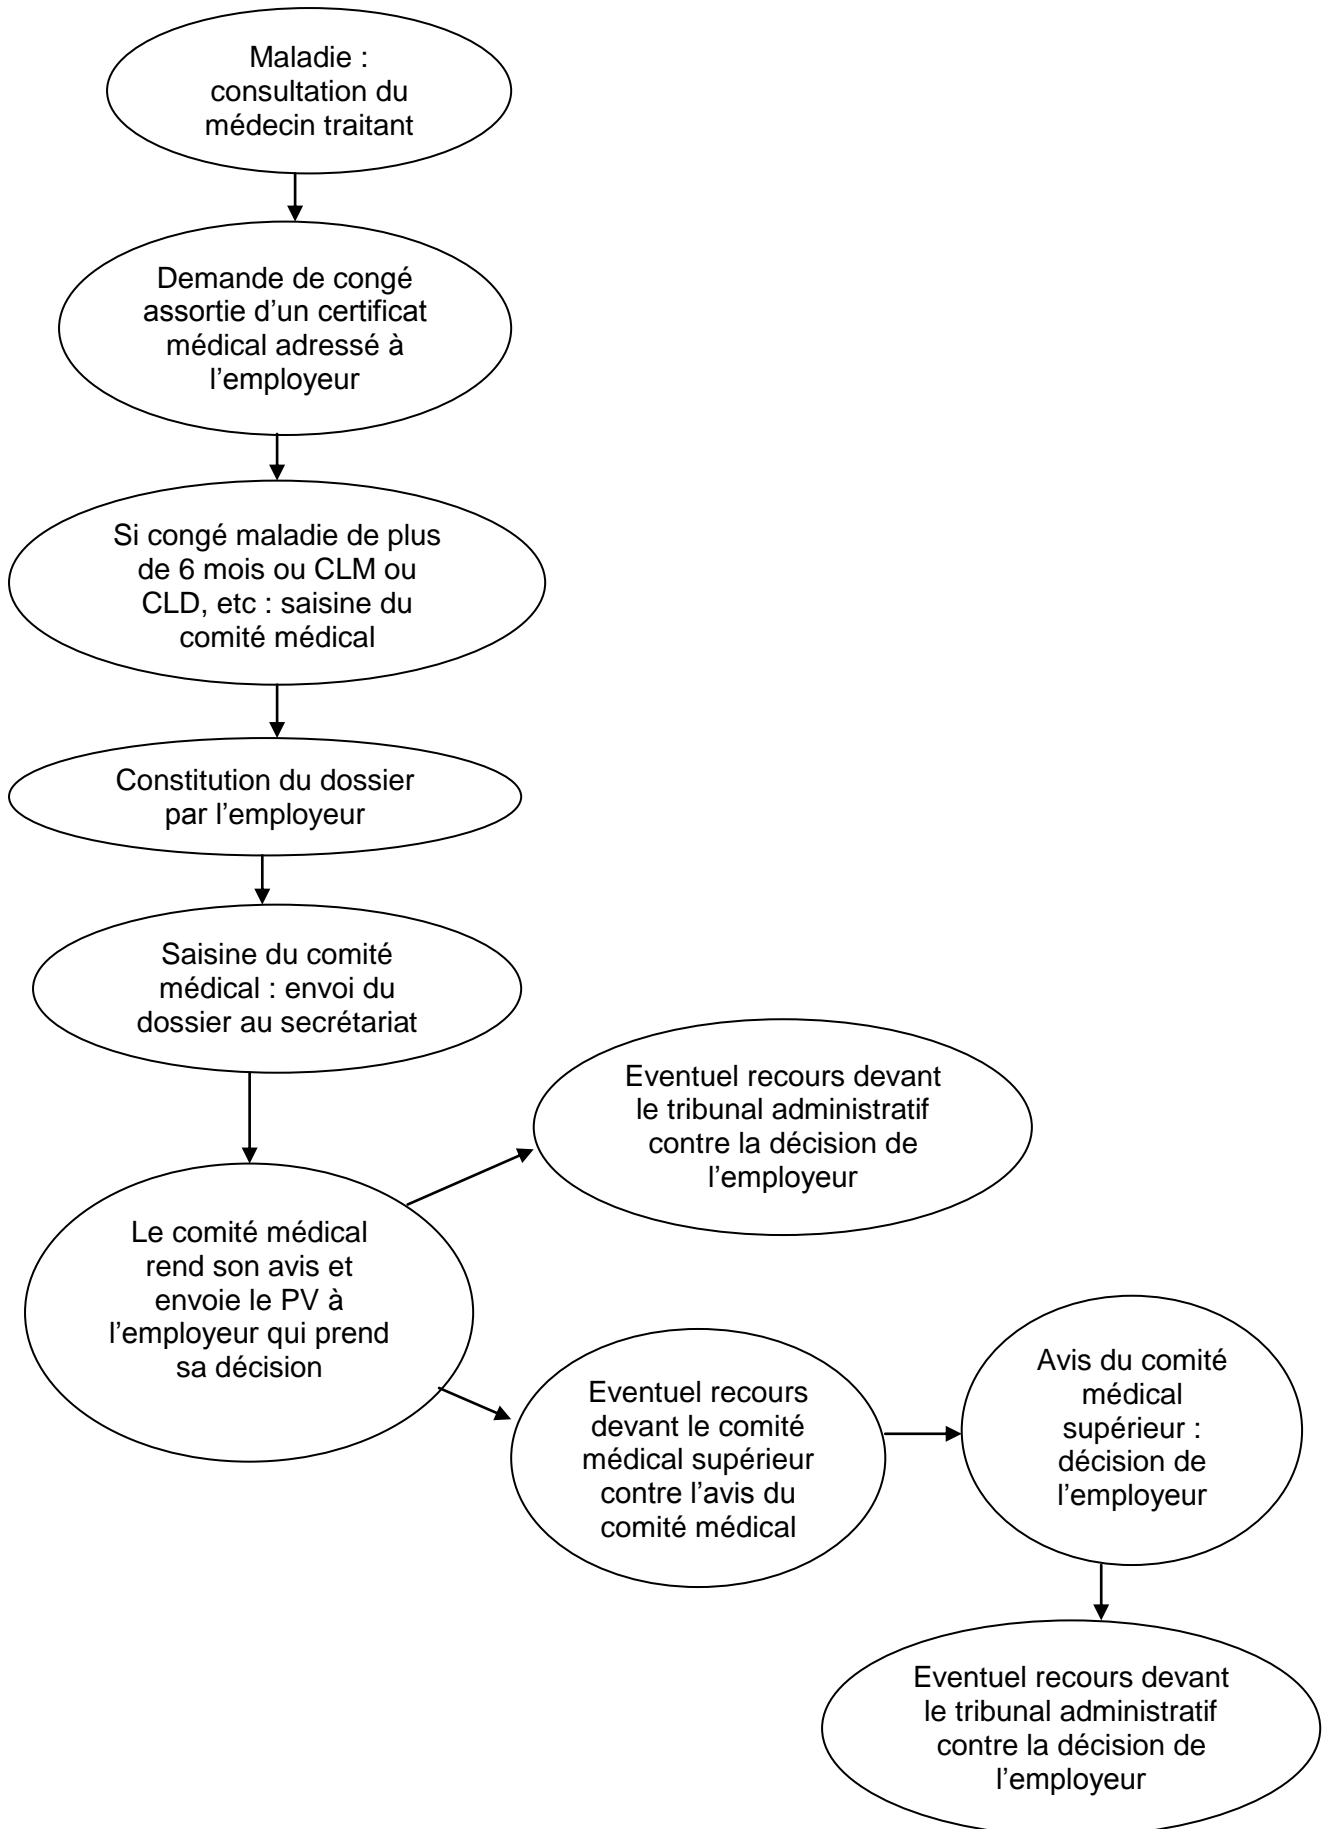 Maladie :
consultation du
médecin traitant
Demande de congé
assortie d’un certificat
médical adressé à
l’employeur
Si congé maladie de plus
de 6 mois ou CLM ou
CLD, etc : saisine du
comité médical
Constitution du dossier
par l’employeur
Saisine du comité
médical : envoi du
dossier au secrétariat
Eventuel recours devant
le tribunal administratif
contre la décision de
l’employeur
Le comité médical
rend son avis et
envoie le PV à
l’employeur qui prend
sa décision
Eventuel recours
devant le comité
médical supérieur
contre l’avis du
comité médical
Avis du comité
médical
supérieur :
décision de
l’employeur
Eventuel recours devant
le tribunal administratif
contre la décision de
l’employeur